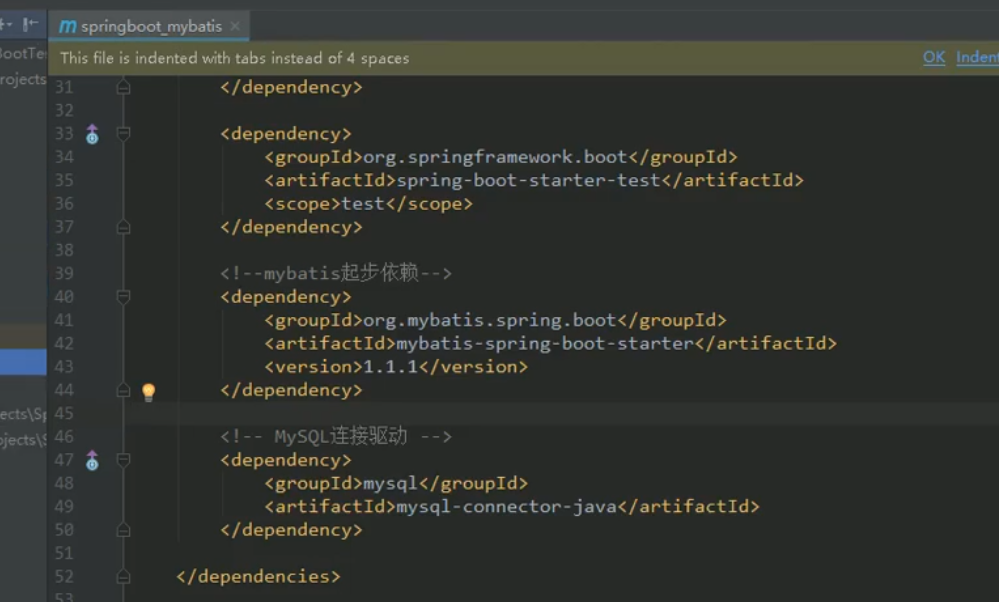 springboot_mybatis
BootTe
This file is indented with tabs instead of 4 spaces OK Indent
rojects
31 </dependency>
32
33 <dependency>
34 <groupId>org.springframework.boot</groupId>
35 <artifactId>spring-boot-starter-test</artifactId>
36 <scope>test</scope>
37 </dependency>
38
39 <!--mybatis起步依赖-->
40 <dependency>
41 <groupId>org.mybatis.spring.boot</groupId>
42 <artifactId>mybatis-spring-boot-starter</artifactId>
43 <version>1.1.1</version>
44 </dependency>
ects\Sp 45
ojects\S 46 <!-- MySQL连接驱动 -->
47 <dependency>
48 <groupId>mysql</groupId>
49 <artifactId>mysql-connector-java</artifactId>
50 </dependency>
51
52 </dependencies>
53